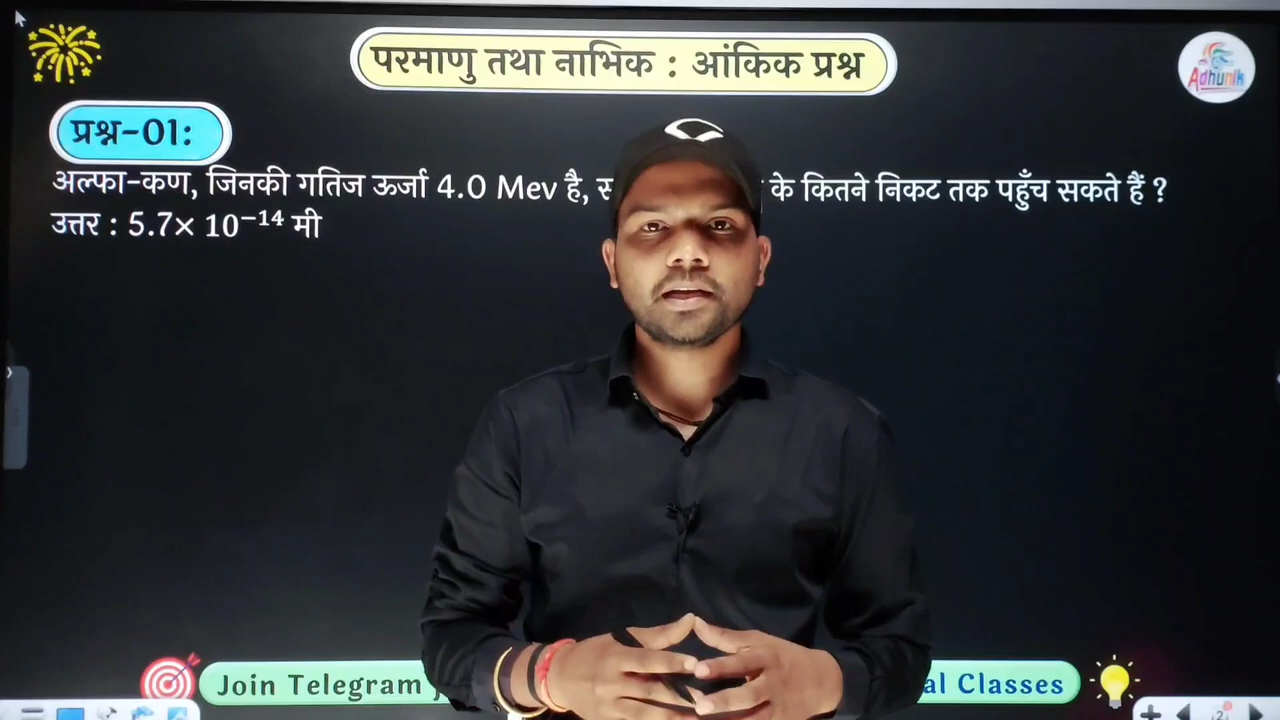 परमाणु तथा नाभिक : आंकिक प्रश्न
Adhunik
प्रश्न-01:
अल्फा-कण, जिनकी गतिज ऊर्जा 4.0 Mev है, के कितने निकट तक पहुँच सकते हैं ?
उत्तर : 5.7× 10⁻¹⁴ मी
Join Telegram Classes